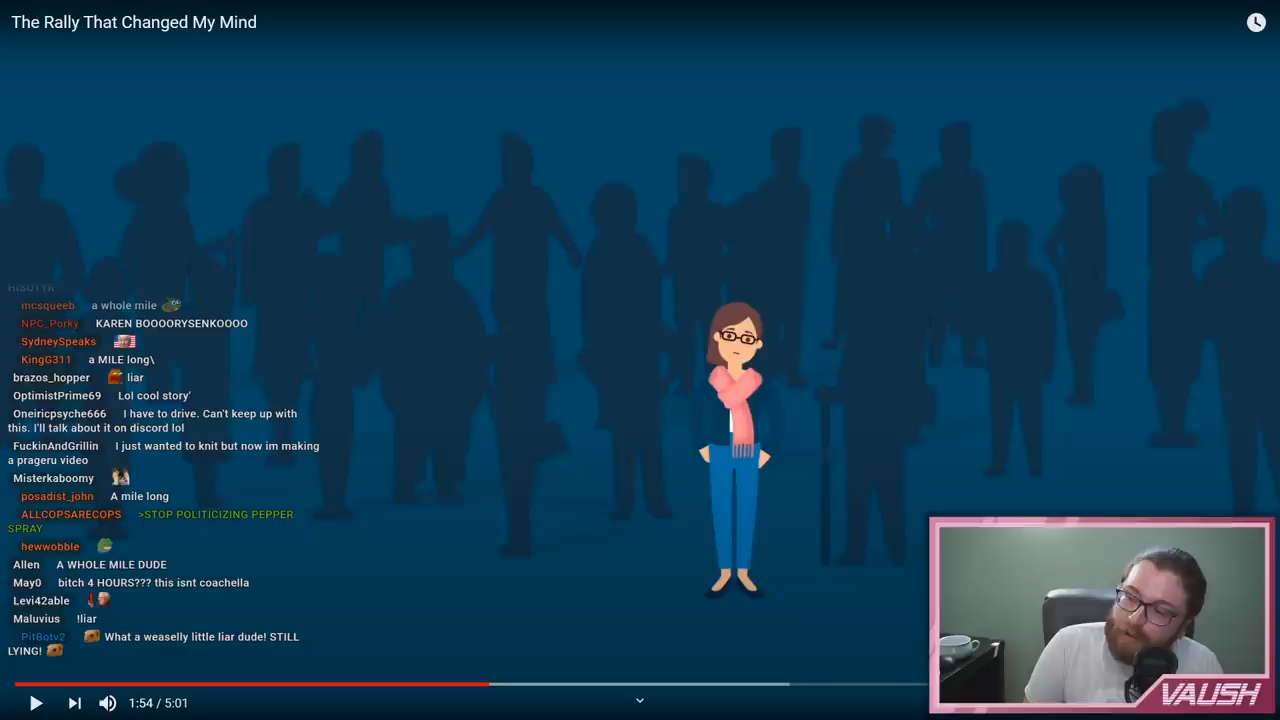 The Rally That Changed My Mind
HISOTYR
mcsqueeb a whole mile
NPC_Porky KAREN BOOOORYSENKOOOO
SydneySpeaks
KingG311 a MILE long\
brazos_hopper liar
OptimistPrime69 Lol cool story'
Oneiricpsyche666 I have to drive. Can't keep up with
this. I'll talk about it on discord lol
FuckinAndGrillin I just wanted to knit but now im making
a prageru video
Misterkaboomy
posadist_john A mile long
ALLCOPSARECOPS >STOP POLITICIZING PEPPER
SPRAY
hewwobble
Allen A WHOLE MILE DUDE
May0 bitch 4 HOURS??? this isnt coachella
Levi42able
Maluvius !liar
PitBotv2 What a weaselly little liar dude! STILL
LYING!
1:54 / 5:01
VAUSH